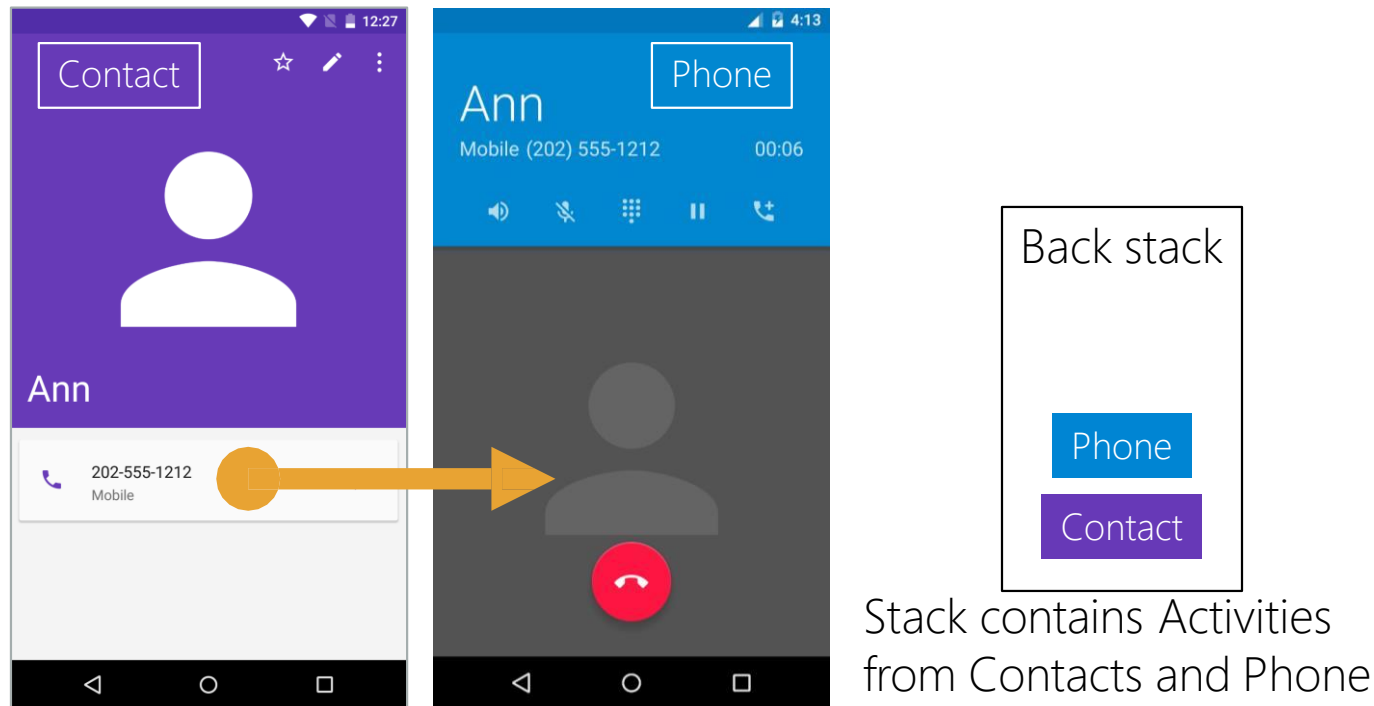 12:27
Contact
Ann
202-555-1212
Mobile
4:13
Phone
Ann
Mobile (202) 555-1212 00:06
Back stack
Phone
Contact
Stack contains Activities
from Contacts and Phone